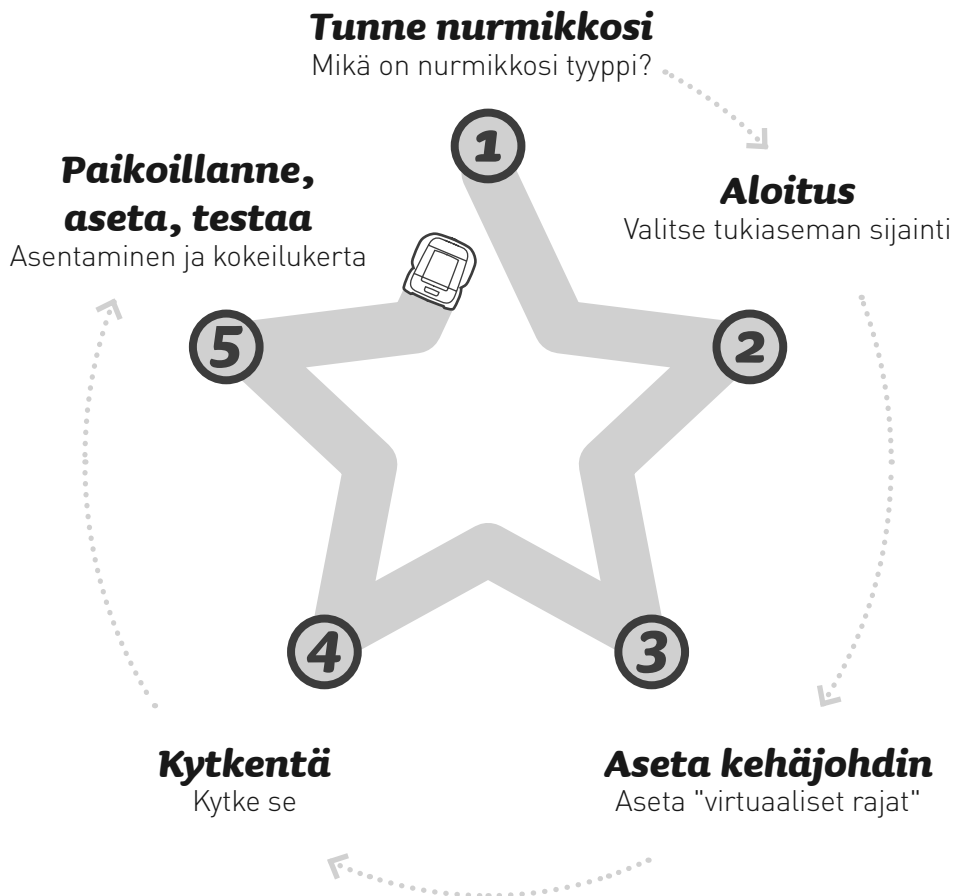 Tunne nurmikkosi
Mikä on nurmikkosi tyyppi?
1
Aloitus
Valitse tukiaseman sijainti
2
3
Aseta kehäjohdin
Aseta "virtuaaliset rajat"
4
Kytkentä
Kytke se
5
Paikoillanne,
aseta, testaa
Asentaminen ja kokeilukerta